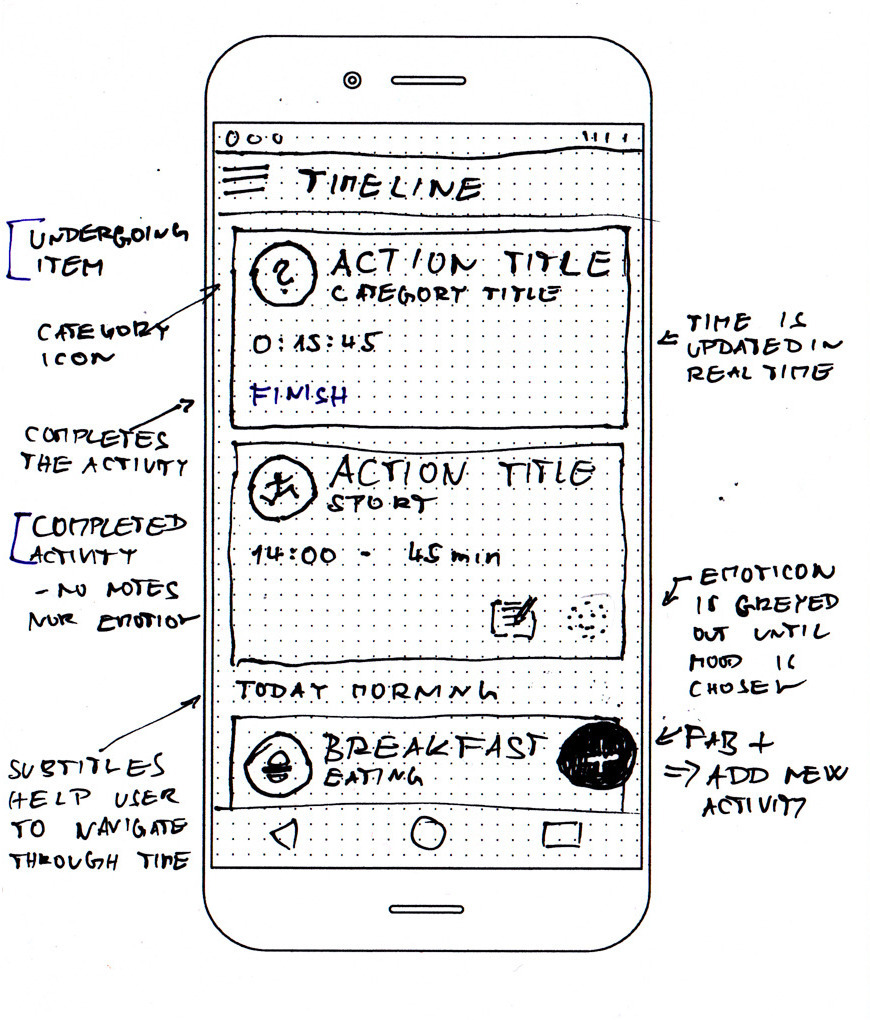 TIMELINE
UNDERGOING
ITEM
?
ACTION TITLE
CATEGORY TITLE
CATEGORY
ICON
0:15:45
TIME IS
UPDATED IN
REAL TIME
FINISH
COMPLETES
THE ACTIVITY
ACTION TITLE
SPORT
COMPLETED
ACTIVITY
- NO NOTES
NOR EMOTION
14:00 - 45 min
EMOTICON
IS GREYED
OUT UNTIL
MOOD IS
CHOSEN
TODAY MORNING
BREAKFAST
EATING
+
FAB +
=> ADD NEW
ACTIVITY
SUBTITLES
HELP USER
TO NAVIGATE
THROUGH TIME